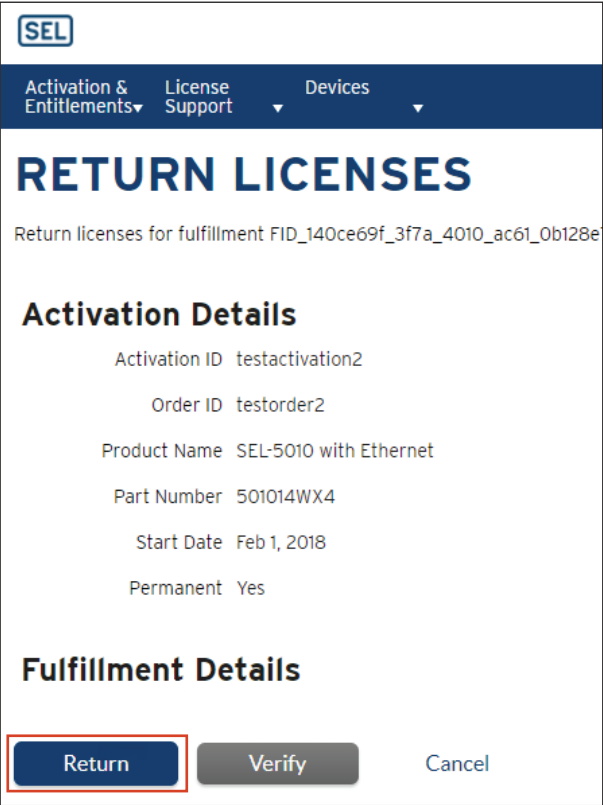 SEL
Activation & Entitlements
License Support
Devices
RETURN LICENSES
Return licenses for fulfillment FID_140ce69f_3f7a_4010_ac61_0b128e
Activation Details
Activation ID testactivation2
Order ID testorder2
Product Name SEL-5010 with Ethernet
Part Number 501014WX4
Start Date Feb 1, 2018
Permanent Yes
Fulfillment Details
Return Verify Cancel